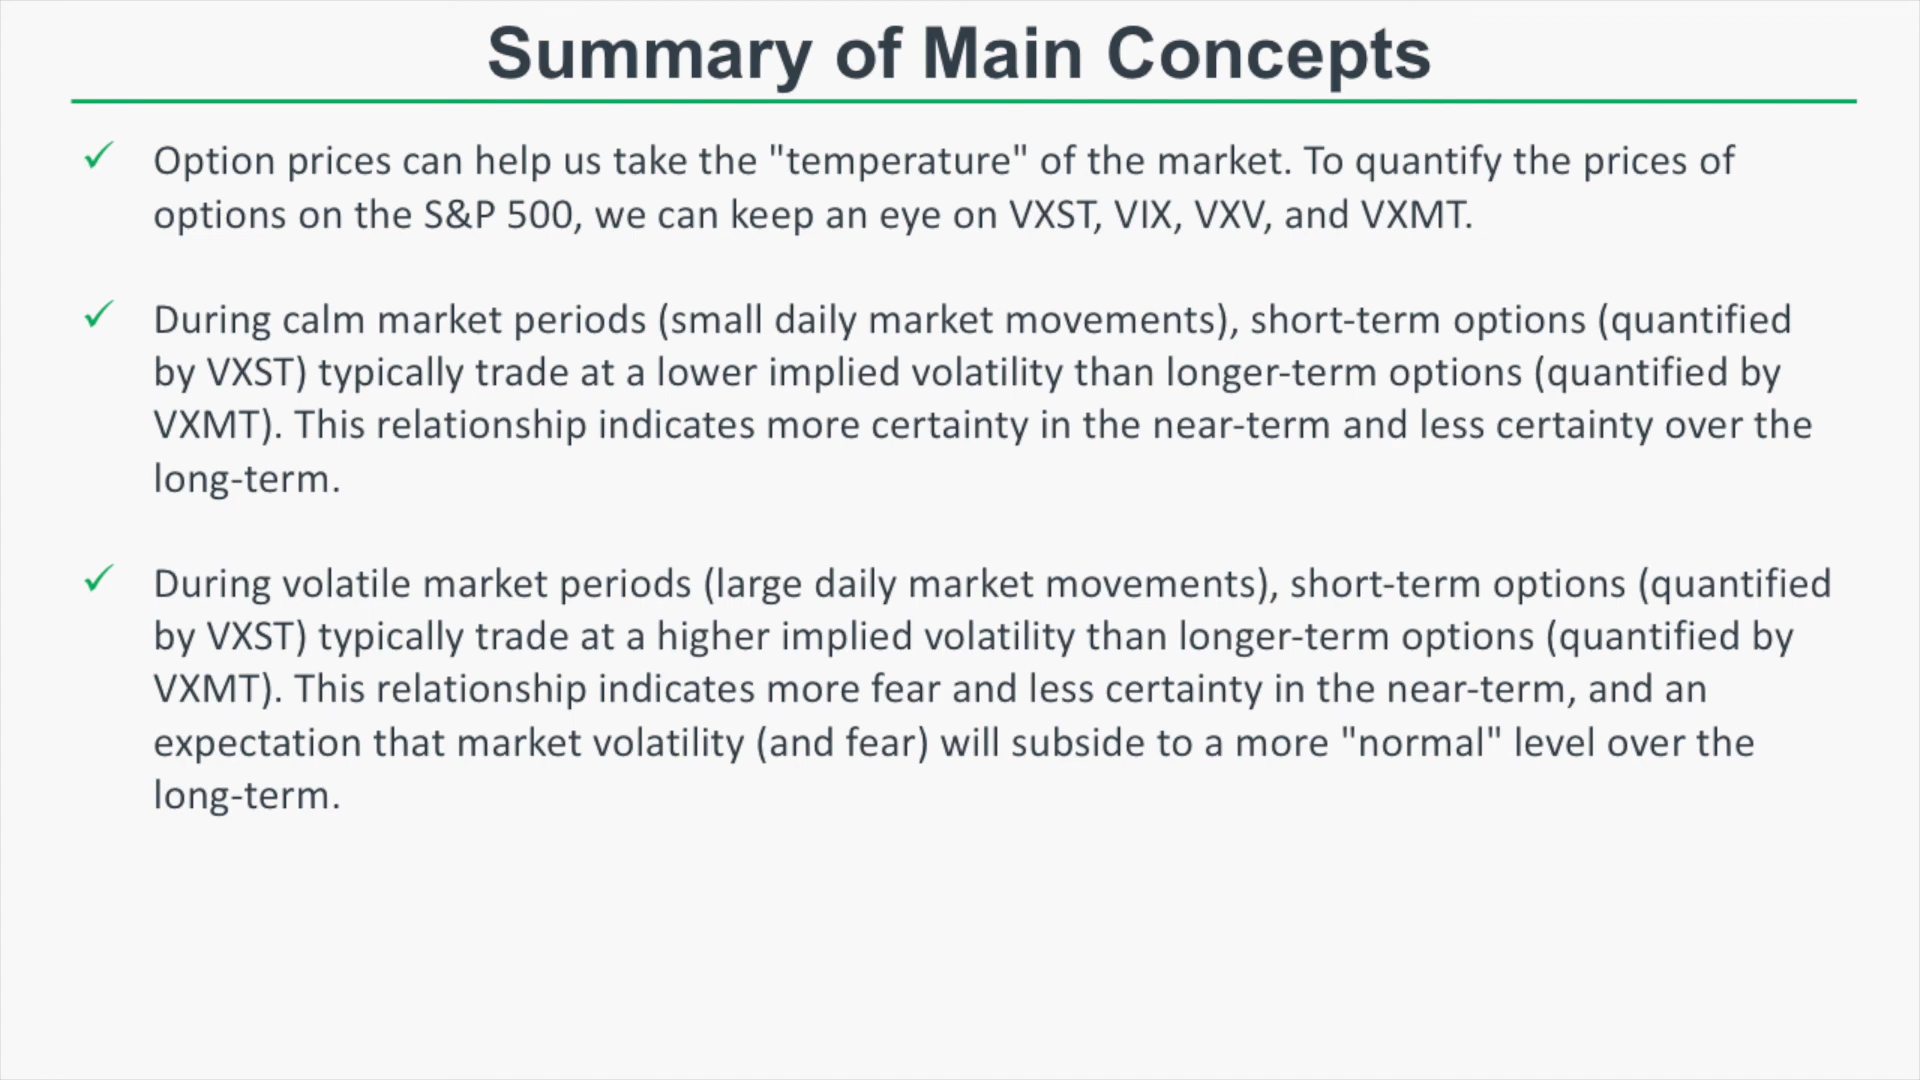 Summary of Main Concepts
Option prices can help us take the "temperature" of the market. To quantify the prices of
options on the S&P 500, we can keep an eye on VXST, VIX, VXV, and VXMT.
During calm market periods (small daily market movements), short-term options (quantified
by VXST) typically trade at a lower implied volatility than longer-term options (quantified by
VXMT). This relationship indicates more certainty in the near-term and less certainty over the
long-term.
During volatile market periods (large daily market movements), short-term options (quantified
by VXST) typically trade at a higher implied volatility than longer-term options (quantified by
VXMT). This relationship indicates more fear and less certainty in the near-term, and an
expectation that market volatility (and fear) will subside to a more "normal" level over the
long-term.